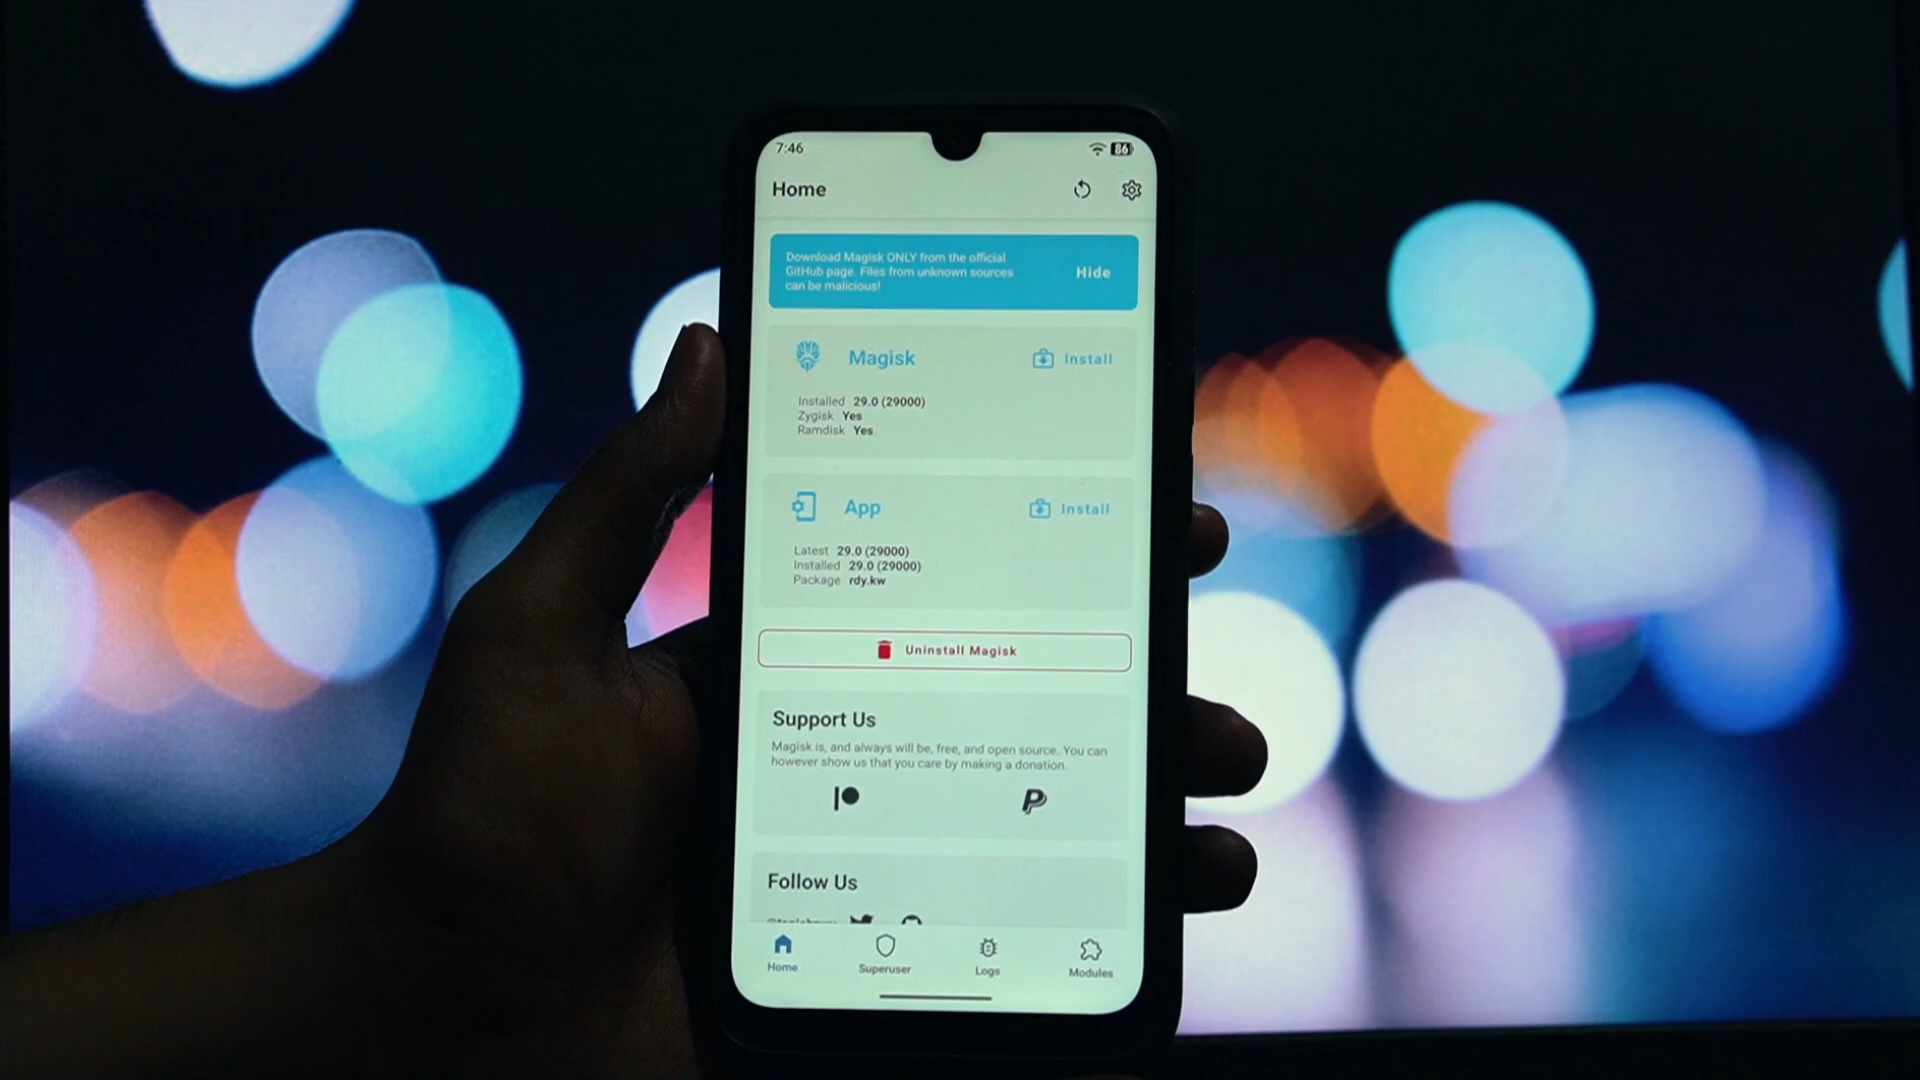 7:46
86
Home
Download Magisk ONLY from the official
GitHub page. Files from unknown sources
can be malicious!
Hide
Magisk
Install
Installed 29.0 (29000)
Zygisk Yes
Ramdisk Yes
App
Install
Latest 29.0 (29000)
Installed 29.0 (29000)
Package rdy.kw
Uninstall Magisk
Support Us
Magisk is, and always will be, free, and open source. You can
however show us that you care by making a donation.
Follow Us
Home
Superuser
Logs
Modules